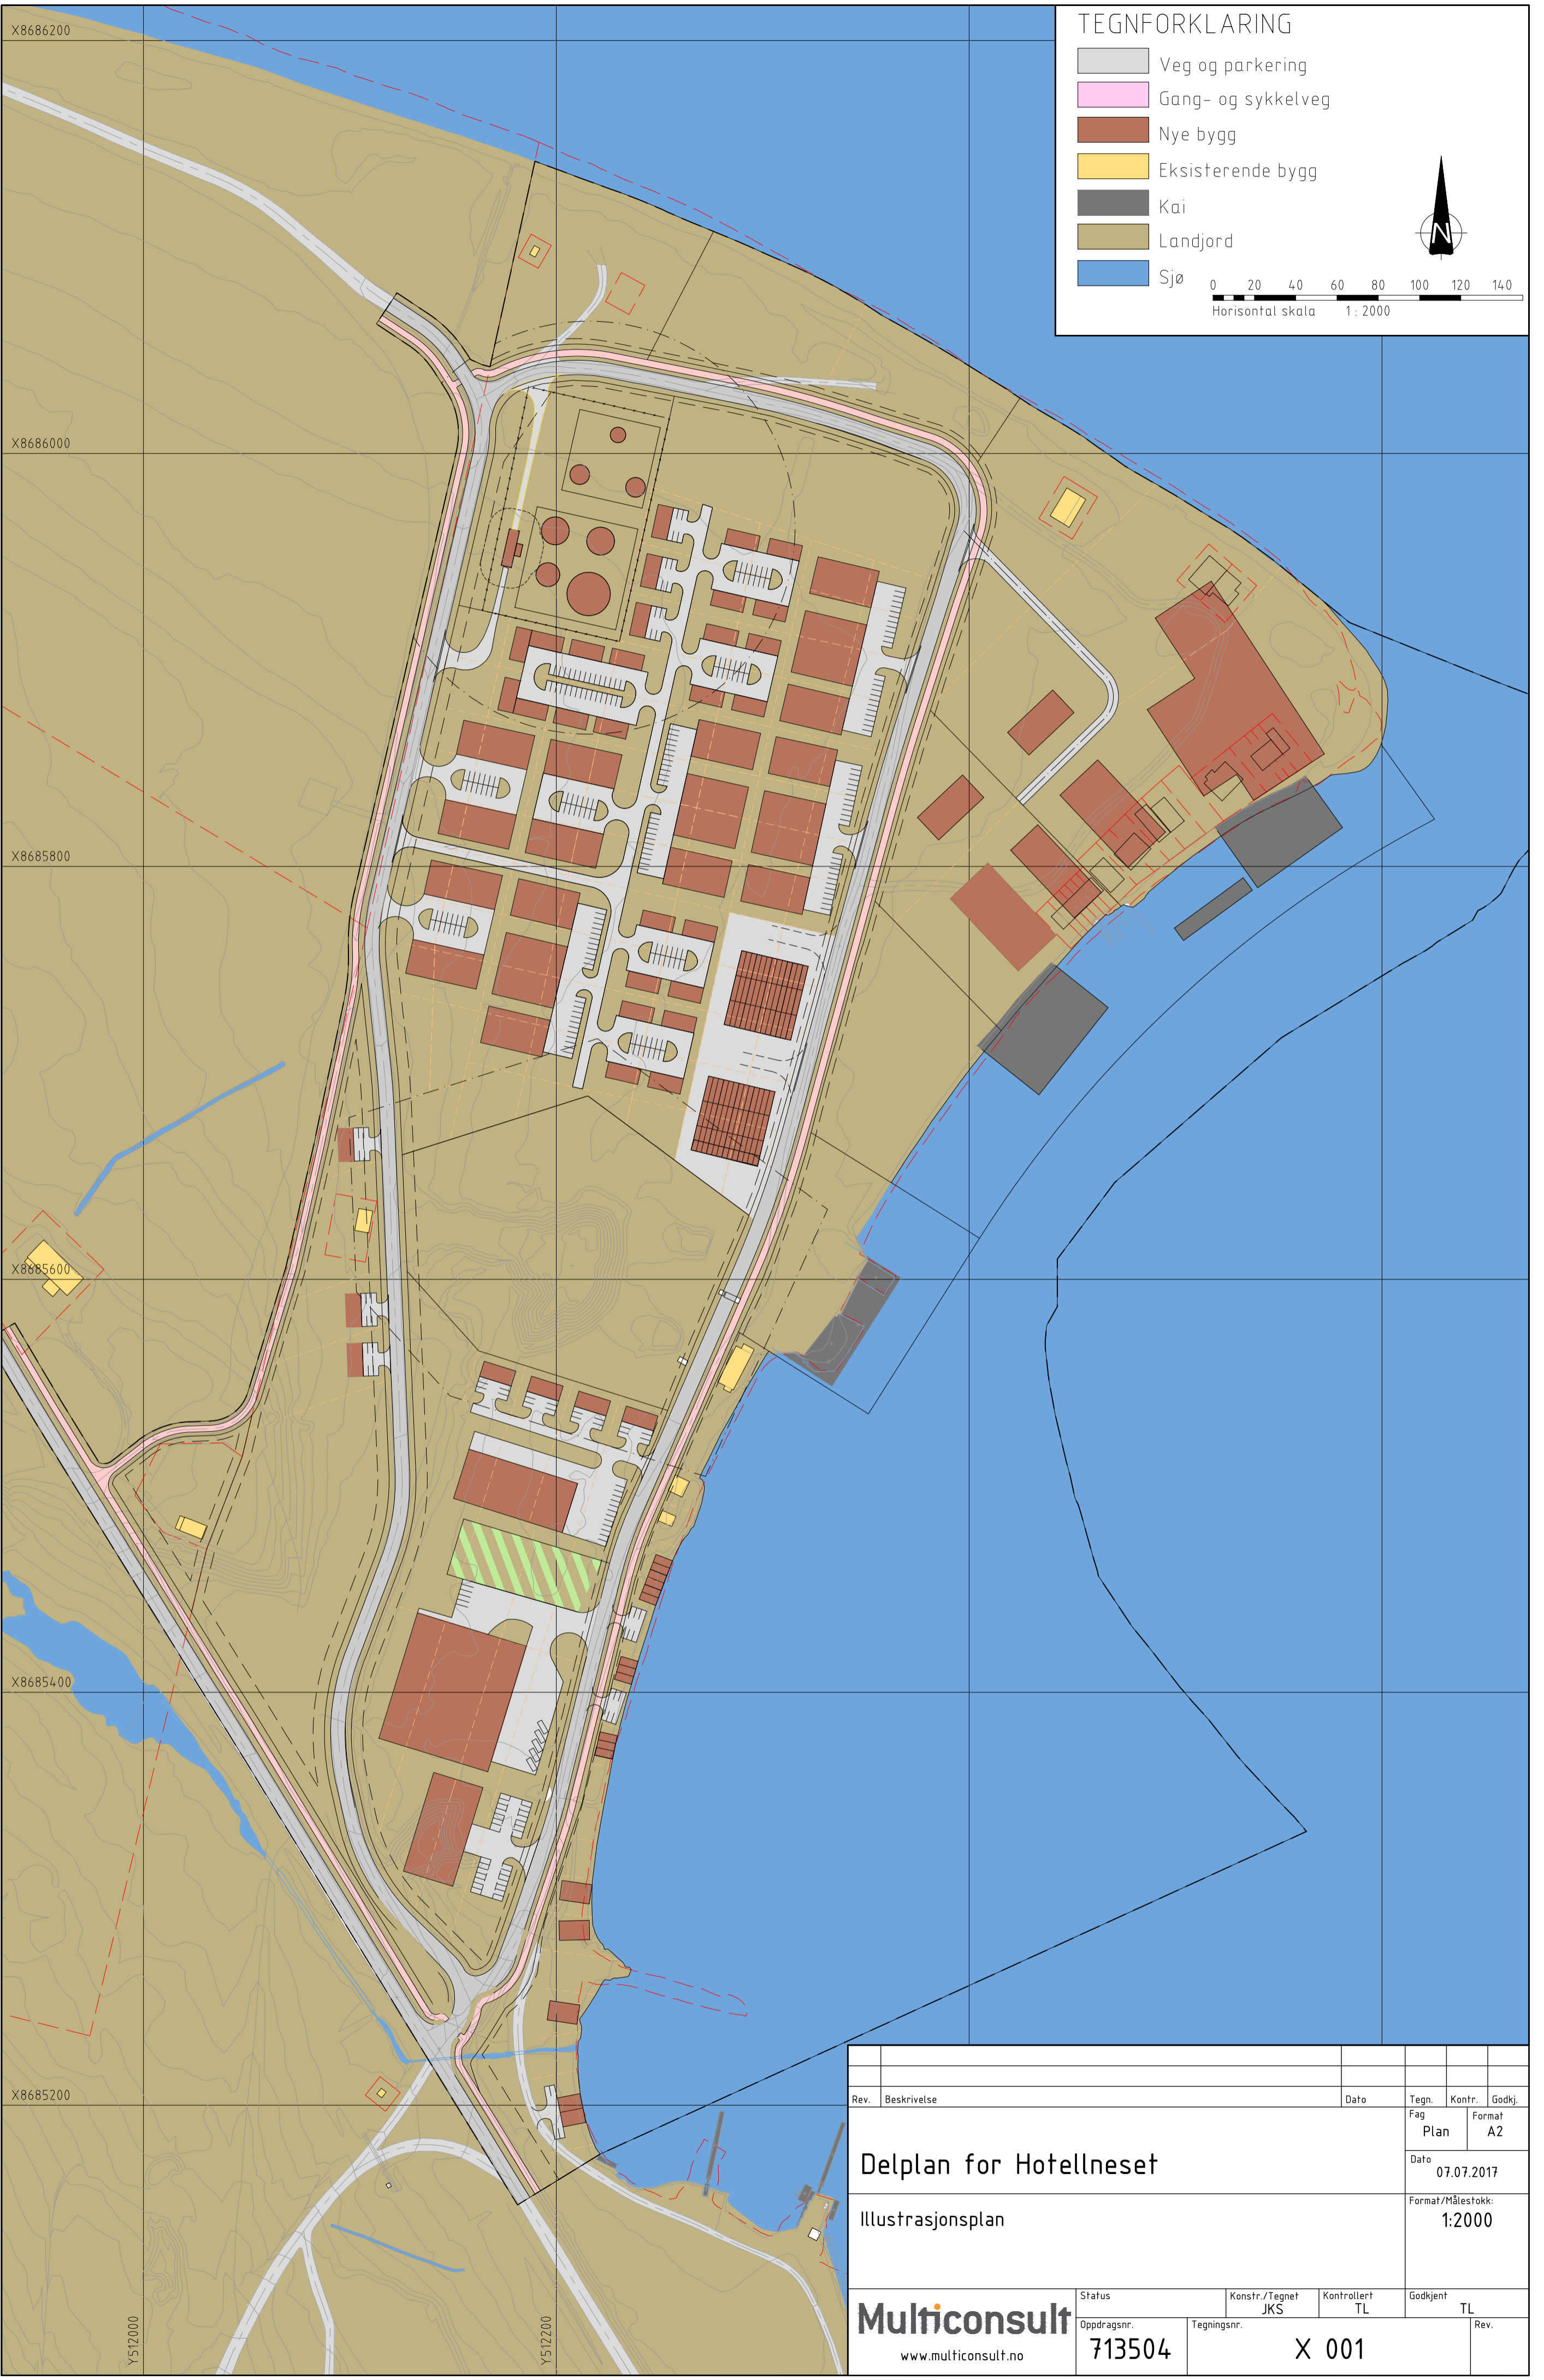 TEGNFORKLARING
Veg og parkering
Gang- og sykkelveg
Nye bygg
Eksisterende bygg
Kai
Landjord
Sjø
N
0 20 40 60 80 100 120 140
Horisontal skala 1 : 2000
X8686200
X8686000
X8685800
X8685600
X8685400
X8685200
Y512000
Y512200
Rev. Beskrivelse Dato Tegn. Kontr. Godkj.
Fag
Plan
Format
A2
Delplan for Hotellneset
Dato
07.07.2017
Illustrasjonsplan
Format/Målestokk:
1:2000
Multiconsult
www.multiconsult.no
Status
Konstr./Tegnet
JKS
Kontrollert
TL
Godkjent
TL
Oppdragsnr.
713504
Tegningsnr.
X 001
Rev.